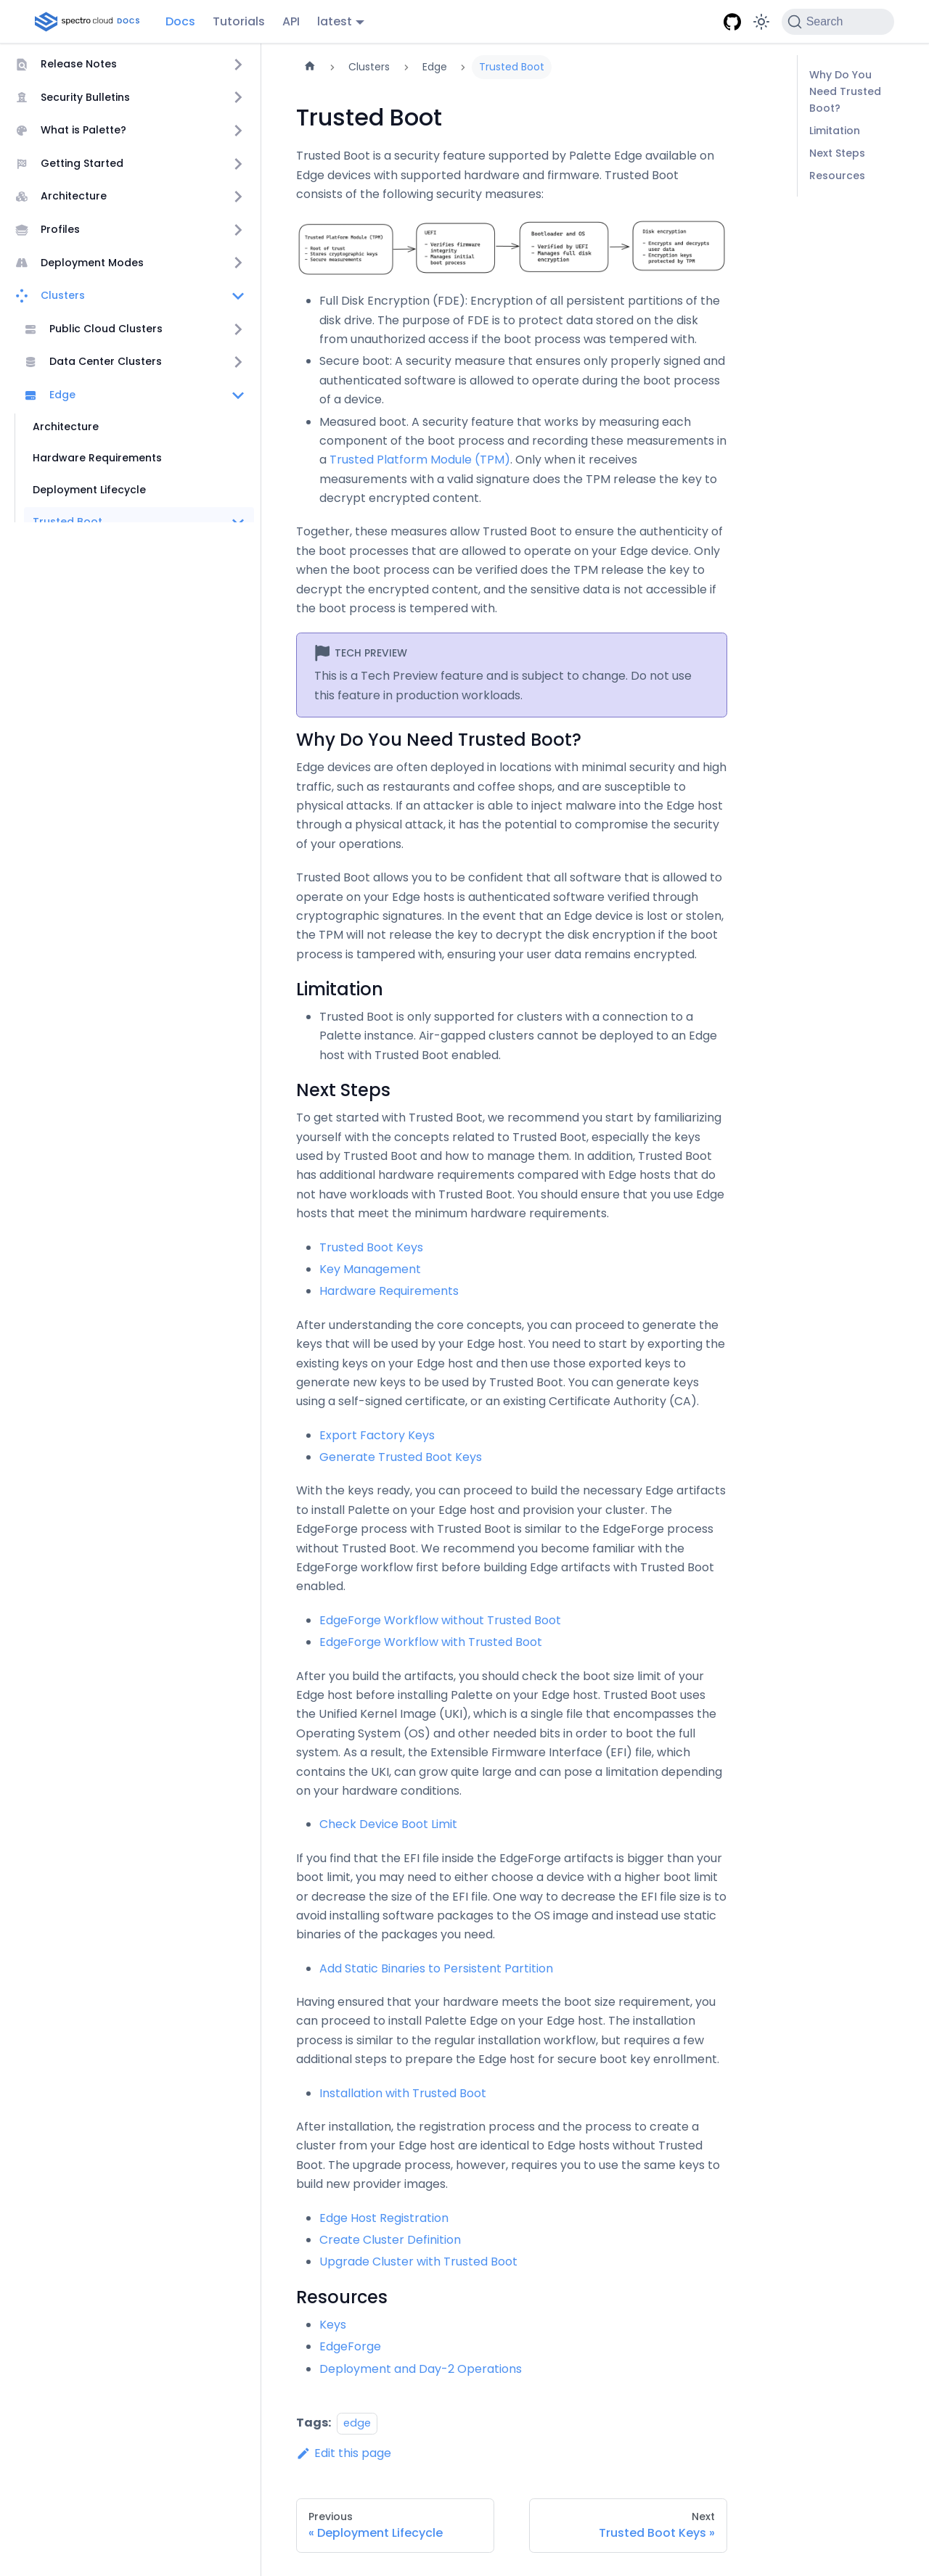 spectro cloud DOCS
Docs
Tutorials
API
latest
Search
Release Notes
Security Bulletins
What is Palette?
Getting Started
Architecture
Profiles
Deployment Modes
Clusters
Public Cloud Clusters
Data Center Clusters
Edge
Architecture
Hardware Requirements
Deployment Lifecycle
Trusted Boot
Clusters
Edge
Trusted Boot
Trusted Boot
Trusted Boot is a security feature supported by Palette Edge available on
Edge devices with supported hardware and firmware. Trusted Boot
consists of the following security measures:
Trusted Platform Module (TPM)
- Root of trust
- Stores cryptographic keys
- Secure measurements
UEFI
- Verifies firmware
integrity
- Manages initial
boot process
Bootloader and OS
- Verified by UEFI
- Manages full disk
encryption
Disk encryption
- Encrypts and decrypts
user data
- Encryption keys
protected by TPM
• Full Disk Encryption (FDE): Encryption of all persistent partitions of the
disk drive. The purpose of FDE is to protect data stored on the disk
from unauthorized access if the boot process was tempered with.
• Secure boot: A security measure that ensures only properly signed and
authenticated software is allowed to operate during the boot process
of a device.
• Measured boot. A security feature that works by measuring each
component of the boot process and recording these measurements in
a Trusted Platform Module (TPM). Only when it receives
measurements with a valid signature does the TPM release the key to
decrypt encrypted content.
Together, these measures allow Trusted Boot to ensure the authenticity of
the boot processes that are allowed to operate on your Edge device. Only
when the boot process can be verified does the TPM release the key to
decrypt the encrypted content, and the sensitive data is not accessible if
the boot process is tempered with.
TECH PREVIEW
This is a Tech Preview feature and is subject to change. Do not use
this feature in production workloads.
Why Do You Need Trusted Boot?
Edge devices are often deployed in locations with minimal security and high
traffic, such as restaurants and coffee shops, and are susceptible to
physical attacks. If an attacker is able to inject malware into the Edge host
through a physical attack, it has the potential to compromise the security
of your operations.
Trusted Boot allows you to be confident that all software that is allowed to
operate on your Edge hosts is authenticated software verified through
cryptographic signatures. In the event that an Edge device is lost or stolen,
the TPM will not release the key to decrypt the disk encryption if the boot
process is tampered with, ensuring your user data remains encrypted.
Limitation
• Trusted Boot is only supported for clusters with a connection to a
Palette instance. Air-gapped clusters cannot be deployed to an Edge
host with Trusted Boot enabled.
Next Steps
To get started with Trusted Boot, we recommend you start by familiarizing
yourself with the concepts related to Trusted Boot, especially the keys
used by Trusted Boot and how to manage them. In addition, Trusted Boot
has additional hardware requirements compared with Edge hosts that do
not have workloads with Trusted Boot. You should ensure that you use Edge
hosts that meet the minimum hardware requirements.
• Trusted Boot Keys
• Key Management
• Hardware Requirements
After understanding the core concepts, you can proceed to generate the
keys that will be used by your Edge host. You need to start by exporting the
existing keys on your Edge host and then use those exported keys to
generate new keys to be used by Trusted Boot. You can generate keys
using a self-signed certificate, or an existing Certificate Authority (CA).
• Export Factory Keys
• Generate Trusted Boot Keys
With the keys ready, you can proceed to build the necessary Edge artifacts
to install Palette on your Edge host and provision your cluster. The
EdgeForge process with Trusted Boot is similar to the EdgeForge process
without Trusted Boot. We recommend you become familiar with the
EdgeForge workflow first before building Edge artifacts with Trusted Boot
enabled.
• EdgeForge Workflow without Trusted Boot
• EdgeForge Workflow with Trusted Boot
After you build the artifacts, you should check the boot size limit of your
Edge host before installing Palette on your Edge host. Trusted Boot uses
the Unified Kernel Image (UKI), which is a single file that encompasses the
Operating System (OS) and other needed bits in order to boot the full
system. As a result, the Extensible Firmware Interface (EFI) file, which
contains the UKI, can grow quite large and can pose a limitation depending
on your hardware conditions.
• Check Device Boot Limit
If you find that the EFI file inside the EdgeForge artifacts is bigger than your
boot limit, you may need to either choose a device with a higher boot limit
or decrease the size of the EFI file. One way to decrease the EFI file size is to
avoid installing software packages to the OS image and instead use static
binaries of the packages you need.
• Add Static Binaries to Persistent Partition
Having ensured that your hardware meets the boot size requirement, you
can proceed to install Palette Edge on your Edge host. The installation
process is similar to the regular installation workflow, but requires a few
additional steps to prepare the Edge host for secure boot key enrollment.
• Installation with Trusted Boot
After installation, the registration process and the process to create a
cluster from your Edge host are identical to Edge hosts without Trusted
Boot. The upgrade process, however, requires you to use the same keys to
build new provider images.
• Edge Host Registration
• Create Cluster Definition
• Upgrade Cluster with Trusted Boot
Resources
• Keys
• EdgeForge
• Deployment and Day-2 Operations
Tags: edge
Edit this page
Previous
« Deployment Lifecycle
Next
Trusted Boot Keys »
Why Do You
Need Trusted
Boot?
Limitation
Next Steps
Resources